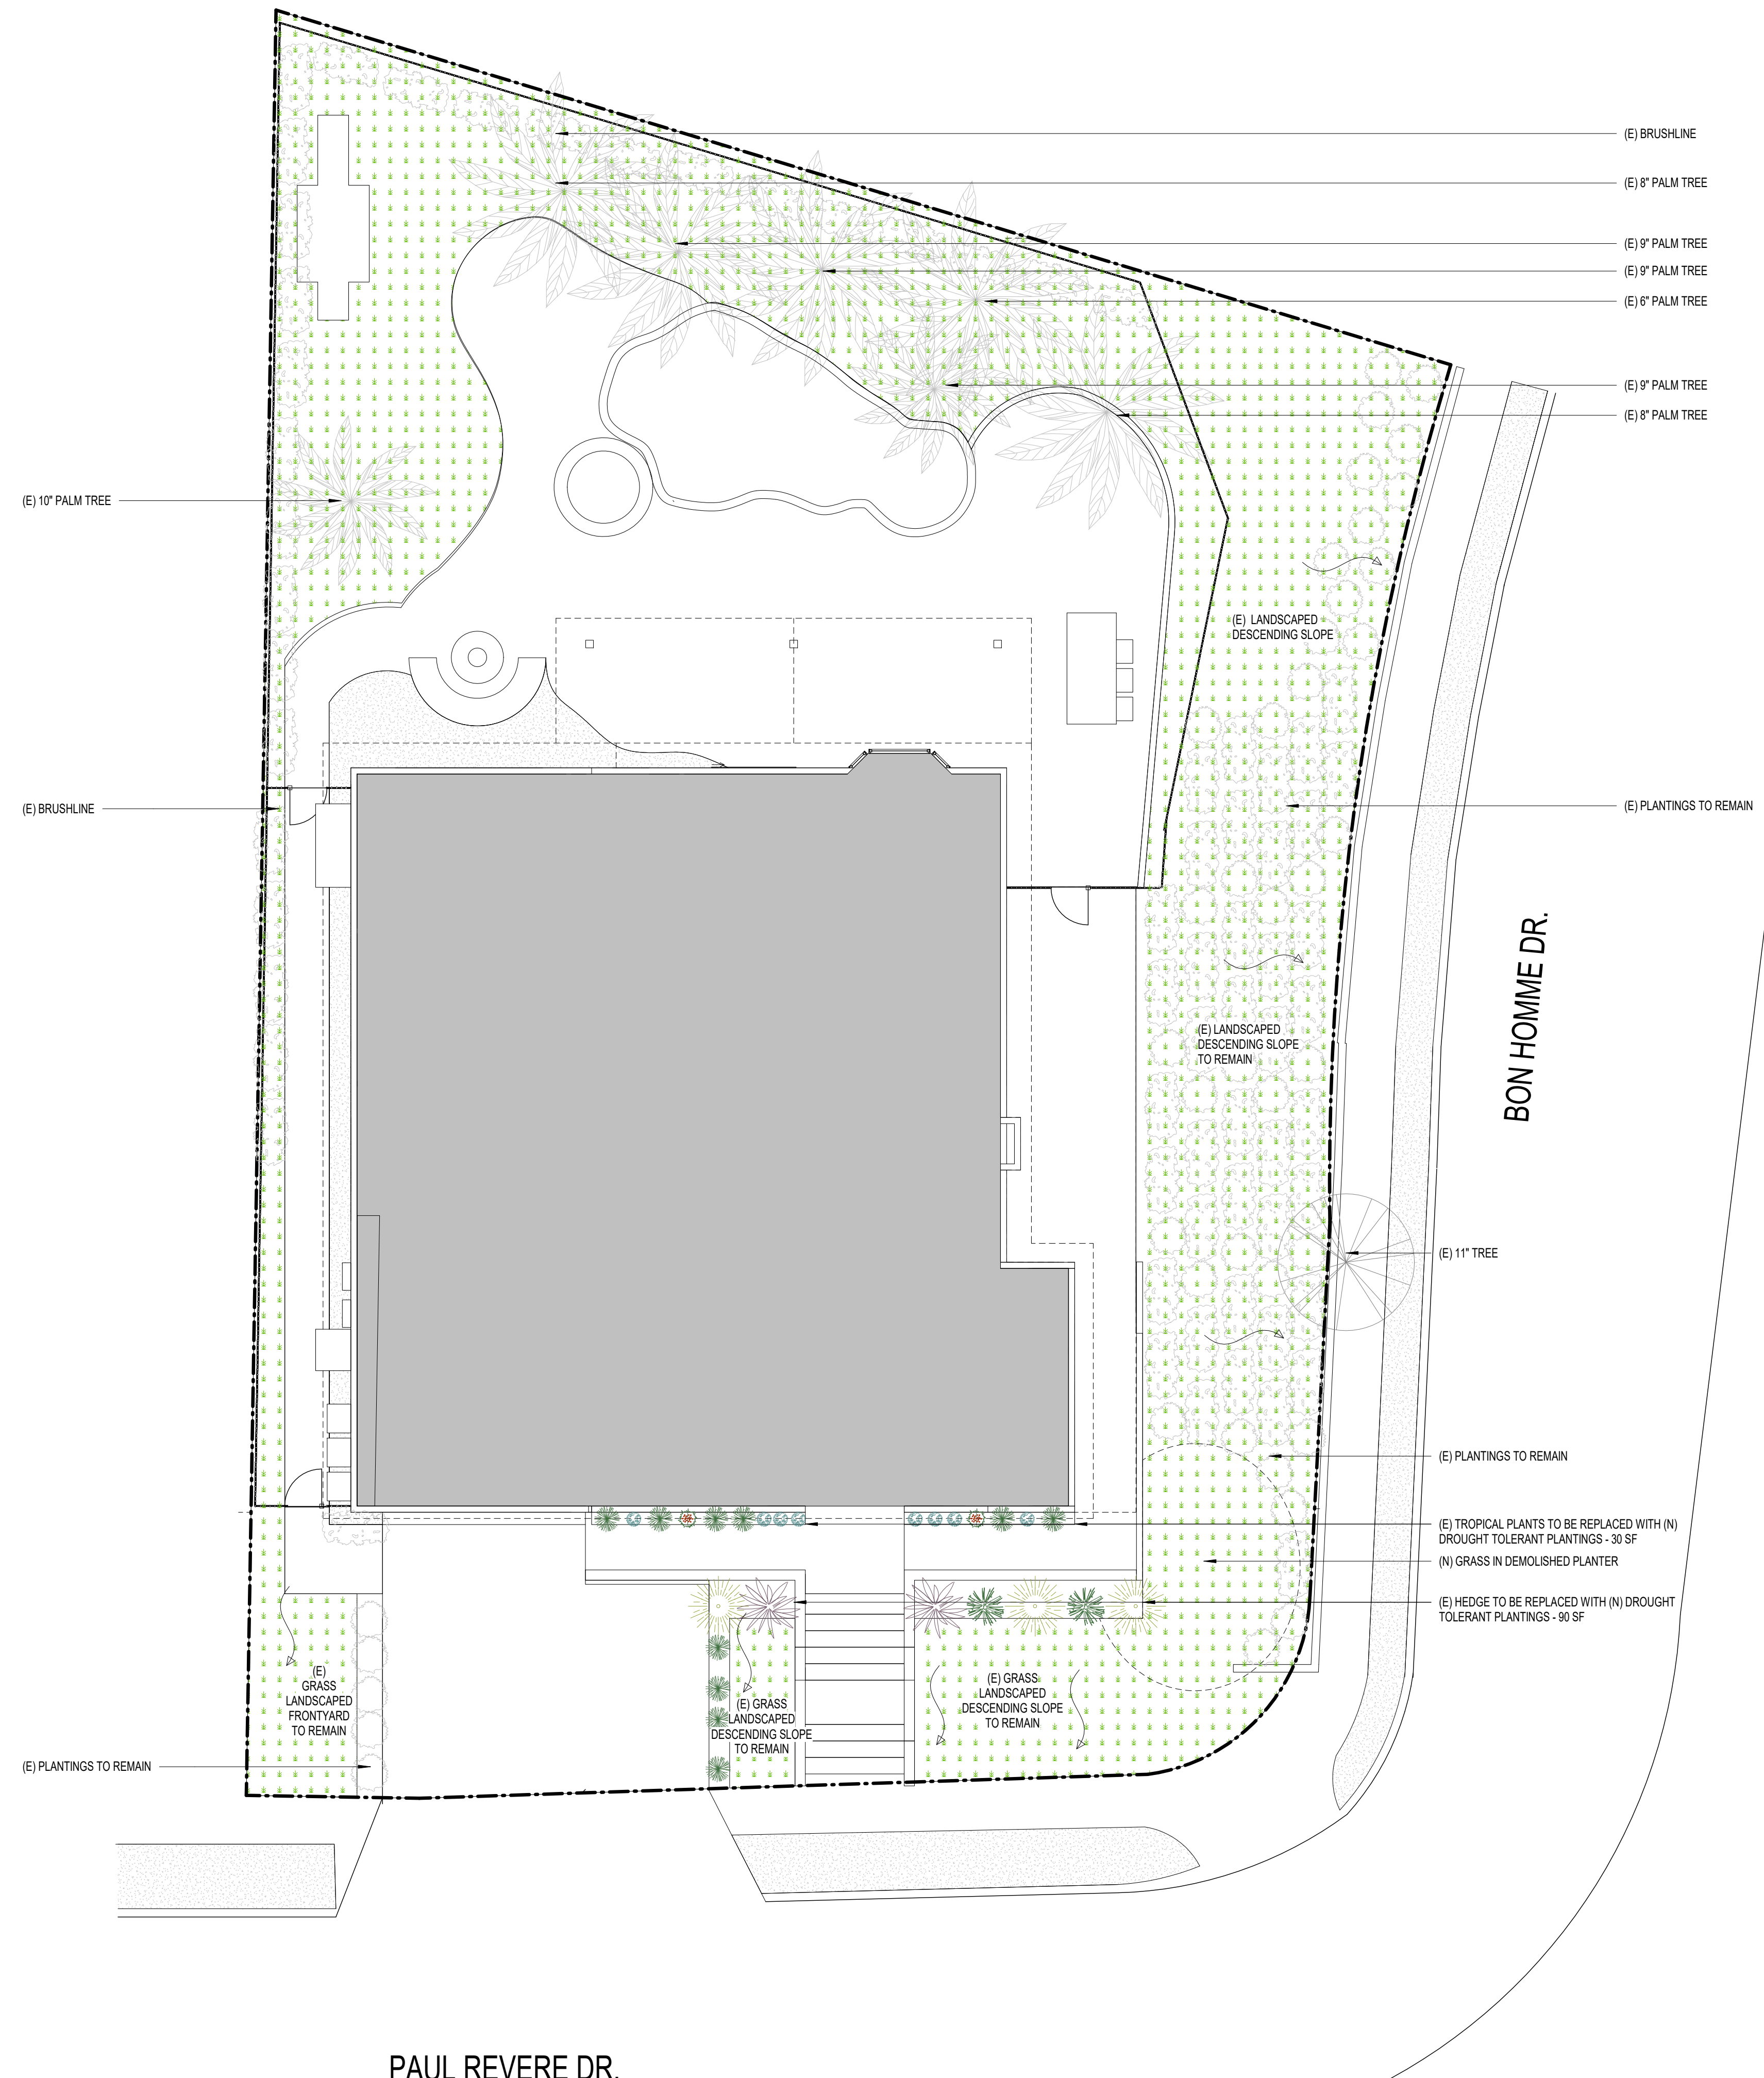 (E) BRUSHLINE
(E) 8" PALM TREE
(E) 9" PALM TREE
(E) 9" PALM TREE
(E) 6" PALM TREE
(E) 9" PALM TREE
(E) 8" PALM TREE
(E) 10" PALM TREE
(E) LANDSCAPED
DESCENDING SLOPE
(E) BRUSHLINE
(E) PLANTINGS TO REMAIN
BON HOMME DR.
(E) LANDSCAPED
DESCENDING SLOPE
TO REMAIN
(E) 11" TREE
(E) PLANTINGS TO REMAIN
(E) TROPICAL PLANTS TO BE REPLACED WITH (N)
DROUGHT TOLERANT PLANTINGS - 30 SF
(N) GRASS IN DEMOLISHED PLANTER
(E) HEDGE TO BE REPLACED WITH (N) DROUGHT
TOLERANT PLANTINGS - 90 SF
(E)
GRASS
LANDSCAPED
FRONTYARD
TO REMAIN
(E) GRASS
LANDSCAPED
DESCENDING SLOPE
TO REMAIN
(E) GRASS
LANDSCAPED
DESCENDING SLOPE
TO REMAIN
(E) PLANTINGS TO REMAIN
PAUL REVERE DR.